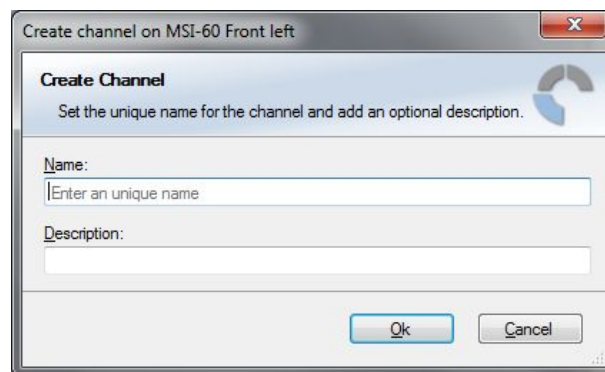 Create channel on MSI-60 Front left
Create Channel
Set the unique name for the channel and add an optional description.
Name:
Enter an unique name
Description:
Ok
Cancel